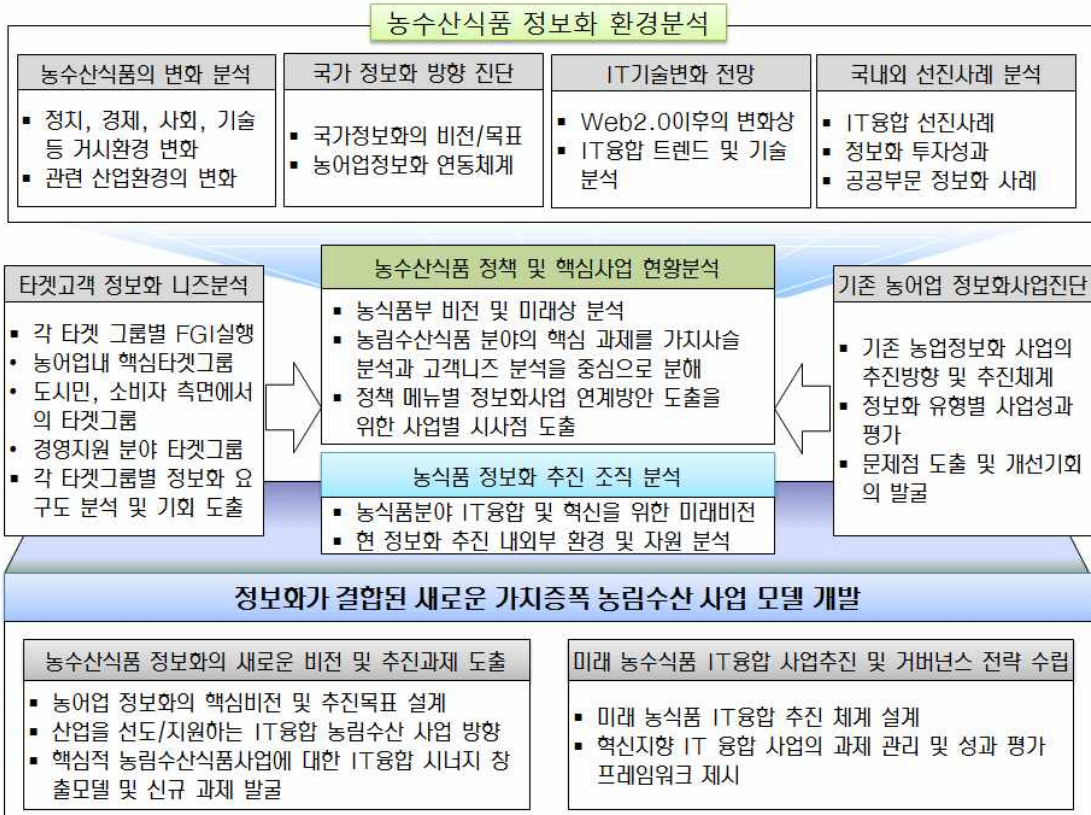 농수산식품 정보화 환경분석
농수산식품의 변화 분석
▪ 정치, 경제, 사회, 기술
등 거시환경 변화
▪ 관련 산업환경의 변화
국가 정보화 방향 진단
▪ 국가정보화의 비전/목표
▪ 농어업정보화 연동체계
IT기술변화 전망
▪ Web2.0이후의 변화상
▪ IT융합 트렌드 및 기술
분석
국내외 선진사례 분석
▪ IT융합 선진사례
▪ 정보화 투자성과
▪ 공공부문 정보화 사례
타겟고객 정보화 니즈분석
▪ 각 타겟 그룹별 FGI실행
• 농어업내 핵심타겟그룹
• 도시민, 소비자 측면에서
의 타겟그룹
• 경영지원 분야 타겟그룹
▪ 각 타겟그룹별 정보화 요
구도 분석 및 기회 도출
농수산식품 정책 및 핵심사업 현황분석
▪ 농식품부 비전 및 미래상 분석
▪ 농림수산식품 분야의 핵심 과제를 가치사슬
분석과 고객니즈 분석을 중심으로 분해
▪ 정책 메뉴별 정보화사업 연계방안 도출을
위한 사업별 시사점 도출
농식품 정보화 추진 조직 분석
▪ 농식품분야 IT융합 및 혁신을 위한 미래비전
▪ 현 정보화 추진 내외부 환경 및 자원 분석
기존 농어업 정보화사업진단
▪ 기존 농업정보화 사업의
추진방향 및 추진체계
▪ 정보화 유형별 사업성과
평가
▪ 문제점 도출 및 개선기회
의 발굴
정보화가 결합된 새로운 가치증폭 농림수산 사업 모델 개발
농수산식품 정보화의 새로운 비전 및 추진과제 도출
▪ 농어업 정보화의 핵심비전 및 추진목표 설계
▪ 산업을 선도/지원하는 IT융합 농림수산 사업 방향
▪ 핵심적 농림수산식품사업에 대한 IT융합 시너지 창
출모델 및 신규 과제 발굴
미래 농수식품 IT융합 사업추진 및 거버넌스 전략 수립
▪ 미래 농식품 IT융합 추진 체계 설계
▪ 혁신지향 IT 융합 사업의 과제 관리 및 성과 평가
프레임워크 제시